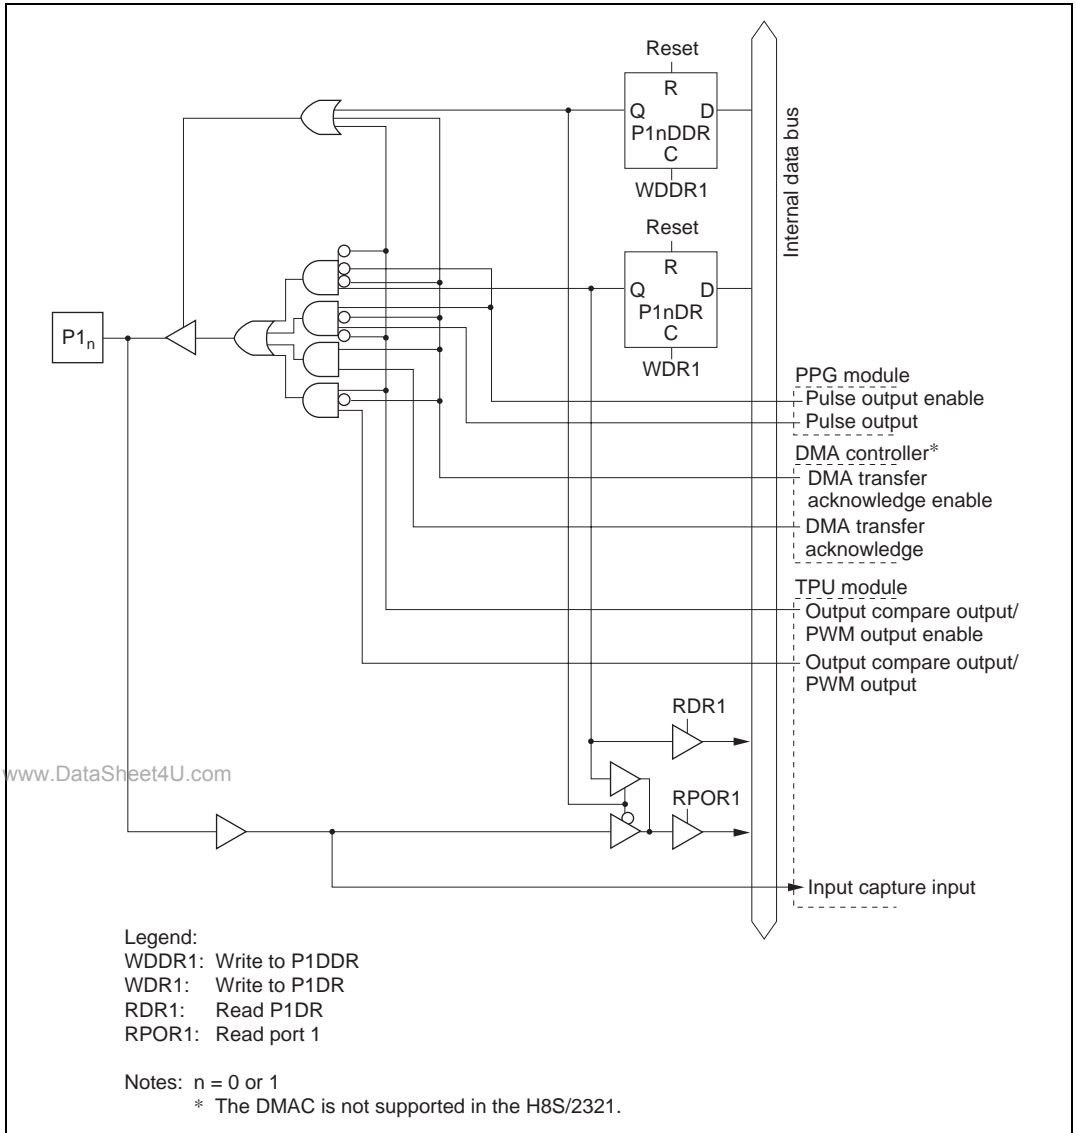 Reset
R
Q D
P1nDDR
C
WDDR1
Internal data bus
Reset
R
Q D
P1nDR
C
WDR1
P1n
PPG module
Pulse output enable
Pulse output
DMA controller*
DMA transfer
acknowledge enable
DMA transfer
acknowledge
TPU module
Output compare output/
PWM output enable
Output compare output/
PWM output
RDR1
www.DataSheet4U.com
RPOR1
Input capture input
Legend:
WDDR1: Write to P1DDR
WDR1: Write to P1DR
RDR1: Read P1DR
RPOR1: Read port 1
Notes: n = 0 or 1
* The DMAC is not supported in the H8S/2321.